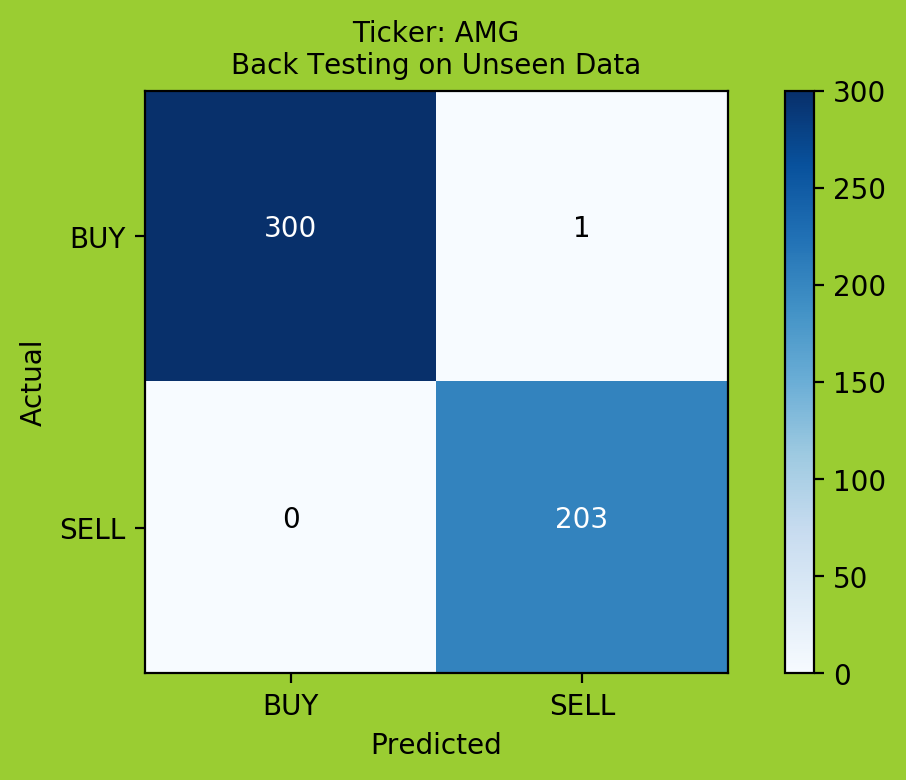 Ticker: AMG
Back Testing on Unseen Data
300
250
200
150
100
50
0
Actual
BUY
300
1
SELL
0
203
BUY SELL
Predicted